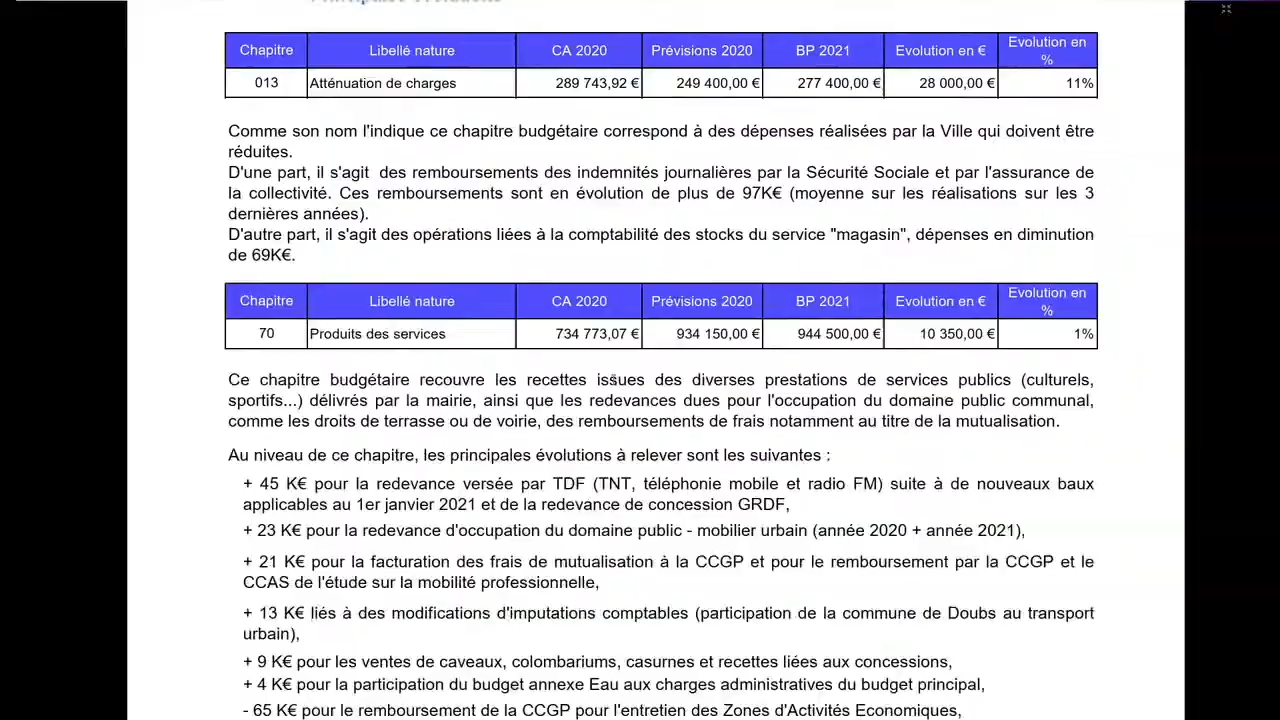 Chapitre Libellé nature CA 2020 Prévisions 2020 BP 2021 Evolution en € Evolution en %
013 Atténuation de charges 289 743,92 € 249 400,00 € 277 400,00 € 28 000,00 € 11%
Comme son nom l'indique ce chapitre budgétaire correspond à des dépenses réalisées par la Ville qui doivent être
réduites.
D'une part, il s'agit des remboursements des indemnités journalières par la Sécurité Sociale et par l'assurance de
la collectivité. Ces remboursements sont en évolution de plus de 97K€ (moyenne sur les réalisations sur les 3
dernières années).
D'autre part, il s'agit des opérations liées à la comptabilité des stocks du service "magasin", dépenses en diminution
de 69K€.
Chapitre Libellé nature CA 2020 Prévisions 2020 BP 2021 Evolution en € Evolution en %
70 Produits des services 734 773,07 € 934 150,00 € 944 500,00 € 10 350,00 € 1%
Ce chapitre budgétaire recouvre les recettes issues des diverses prestations de services publics (culturels,
sportifs...) délivrés par la mairie, ainsi que les redevances dues pour l'occupation du domaine public communal,
comme les droits de terrasse ou de voirie, des remboursements de frais notamment au titre de la mutualisation.
Au niveau de ce chapitre, les principales évolutions à relever sont les suivantes :
+ 45 K€ pour la redevance versée par TDF (TNT, téléphonie mobile et radio FM) suite à de nouveaux baux
applicables au 1er janvier 2021 et de la redevance de concession GRDF,
+ 23 K€ pour la redevance d'occupation du domaine public - mobilier urbain (année 2020 + année 2021),
+ 21 K€ pour la facturation des frais de mutualisation à la CCGP et pour le remboursement par la CCGP et le
CCAS de l'étude sur la mobilité professionnelle,
+ 13 K€ liés à des modifications d'imputations comptables (participation de la commune de Doubs au transport
urbain),
+ 9 K€ pour les ventes de caveaux, colombariums, casurnes et recettes liées aux concessions,
+ 4 K€ pour la participation du budget annexe Eau aux charges administratives du budget principal,
- 65 K€ pour le remboursement de la CCGP pour l'entretien des Zones d'Activités Economiques,